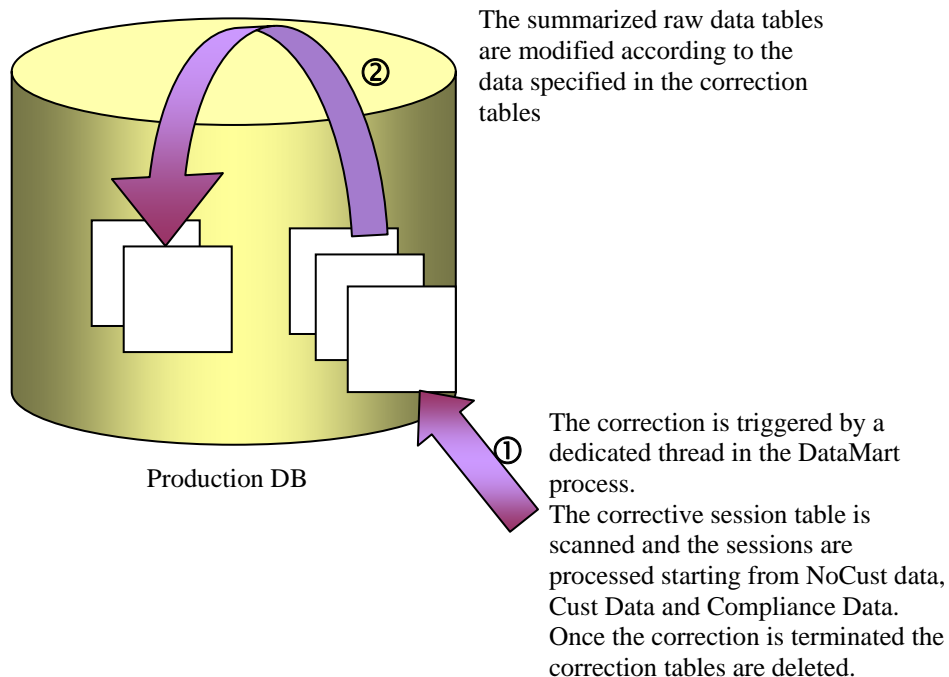 The summarized raw data tables
are modified according to the
data specified in the correction
tables
②
①
The correction is triggered by a
dedicated thread in the DataMart
process.
The corrective session table is
scanned and the sessions are
processed starting from NoCust data,
Cust Data and Compliance Data.
Once the correction is terminated the
correction tables are deleted.
Production DB